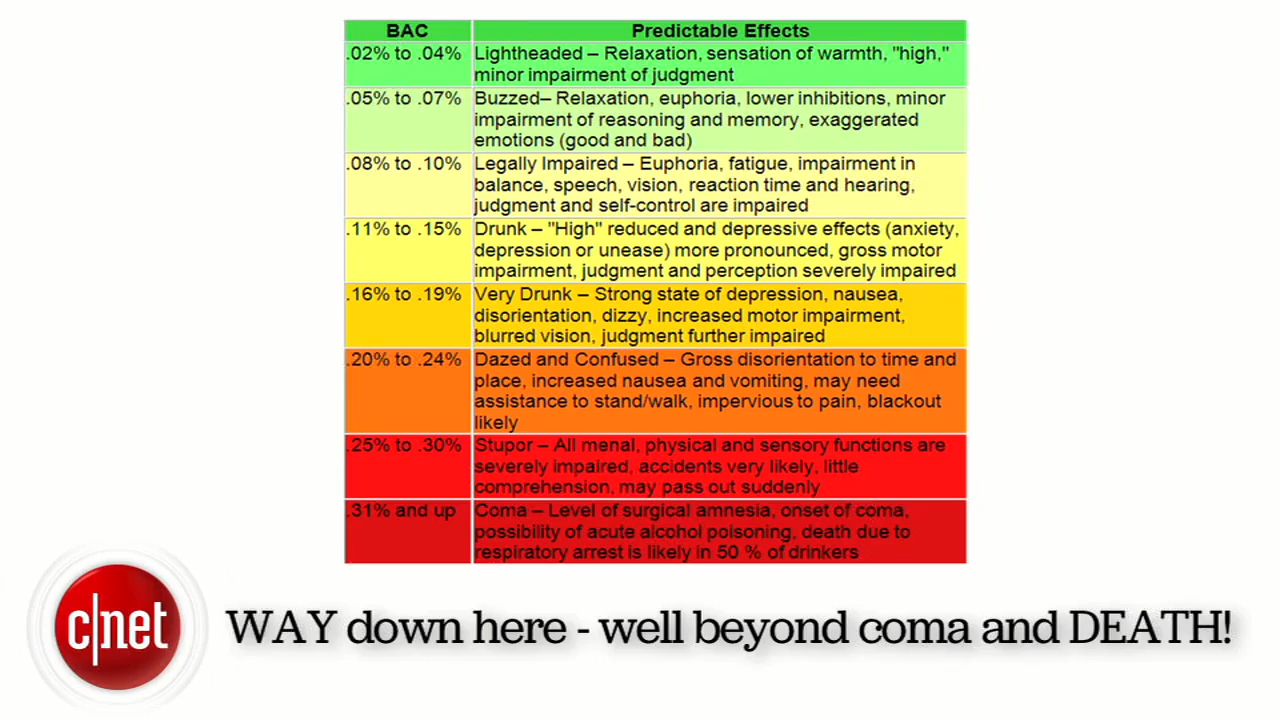 BAC Predictable Effects
.02% to .04% Lightheaded – Relaxation, sensation of warmth, "high,"
minor impairment of judgment
.05% to .07% Buzzed– Relaxation, euphoria, lower inhibitions, minor
impairment of reasoning and memory, exaggerated
emotions (good and bad)
.08% to .10% Legally Impaired – Euphoria, fatigue, impairment in
balance, speech, vision, reaction time and hearing,
judgment and self-control are impaired
.11% to .15% Drunk – "High" reduced and depressive effects (anxiety,
depression or unease) more pronounced, gross motor
impairment, judgment and perception severely impaired
.16% to .19% Very Drunk – Strong state of depression, nausea,
disorientation, dizzy, increased motor impairment,
blurred vision, judgment further impaired
.20% to .24% Dazed and Confused – Gross disorientation to time and
place, increased nausea and vomiting, may need
assistance to stand/walk, impervious to pain, blackout
likely
.25% to .30% Stupor – All menal, physical and sensory functions are
severely impaired, accidents very likely, little
comprehension, may pass out suddenly
.31% and up Coma – Level of surgical amnesia, onset of coma,
possibility of acute alcohol poisoning, death due to
respiratory arrest is likely in 50 % of drinkers
c|net
WAY down here - well beyond coma and DEATH!